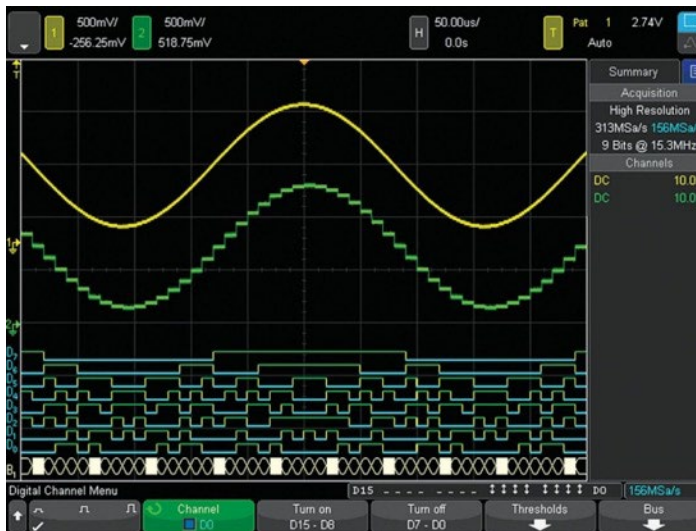 1 500mV/ 2 500mV/ H 50.00us/ T Pat 1 2.74V
-256.25mV 518.75mV 0.0s Auto
Summary
Acquisition
High Resolution
313MSa/s 156MSa/
9 Bits @ 15.3MHz
Channels
DC 10.0
DC 10.0
T
1
2
D7
D6
D5
D4
D3
D2
D1
D0
B1
Digital Channel Menu D15 D0 156MSa/
Channel Turn on Turn off Thresholds Bus
D0 D15 - D8 D7 - D0